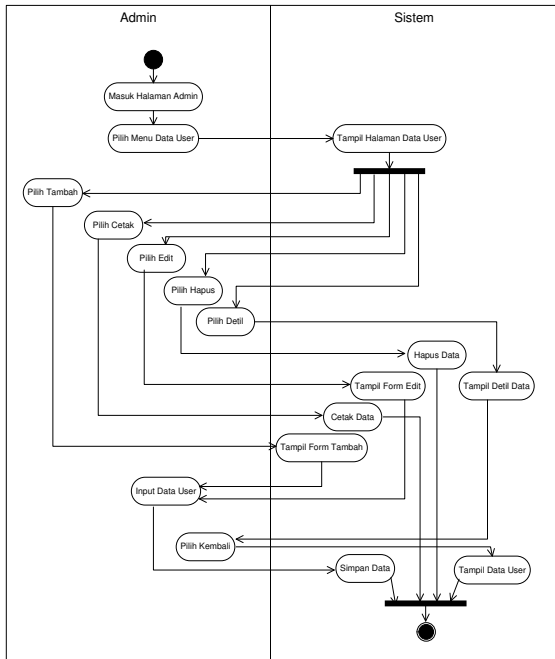 Admin
Sistem
Masuk Halaman Admin
Pilih Menu Data User
Tampil Halaman Data User
Pilih Tambah
Pilih Cetak
Pilih Edit
Pilih Hapus
Pilih Detil
Hapus Data
Tampil Form Edit
Tampil Detil Data
Cetak Data
Tampil Form Tambah
Input Data User
Pilih Kembali
Simpan Data
Tampil Data User